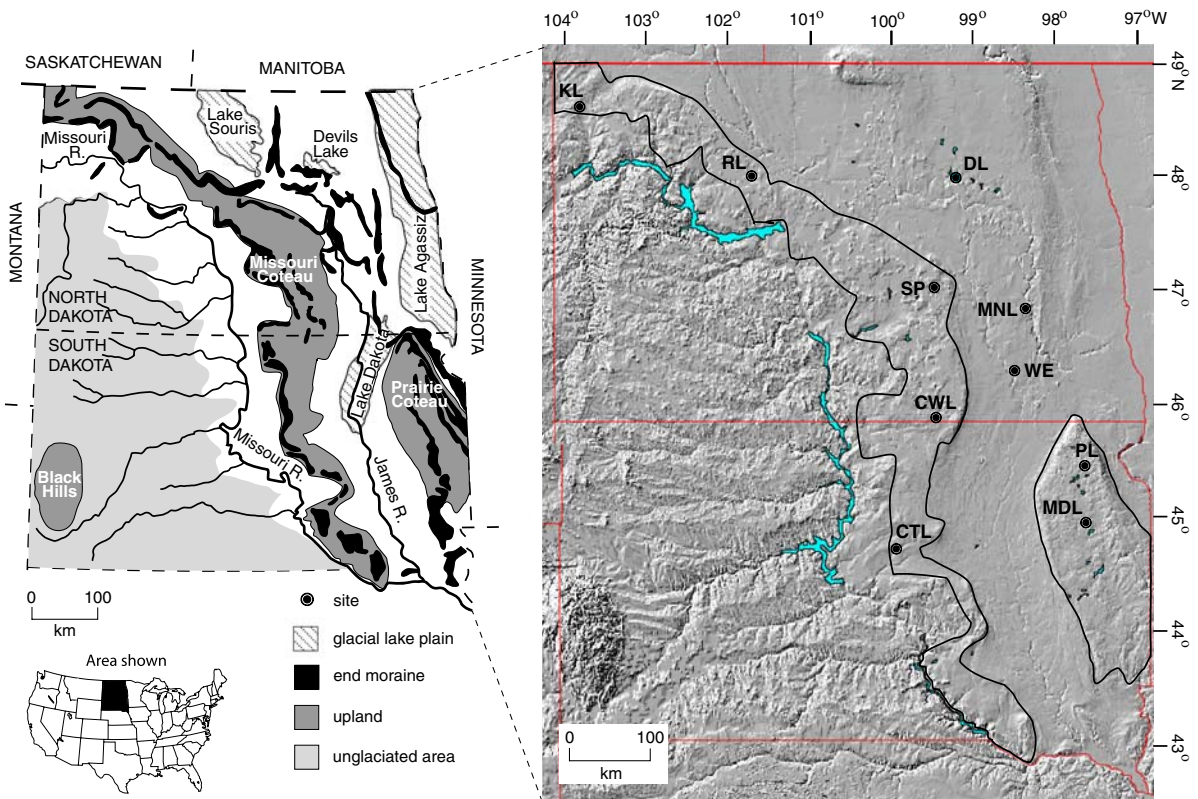 SASKATCHEWAN
MANITOBA
Lake
Souris
Devils
Lake
Missouri
R.
MONTANA
Missouri
Coteau
Lake Agassiz
MINNESOTA
NORTH
DAKOTA
SOUTH
DAKOTA
Lake Dakota
Prairie
Coteau
Black
Hills
Missouri R.
James R.
0 100
km
site
glacial lake plain
end moraine
upland
unglaciated area
Area shown
104° 103° 102° 101° 100° 99° 98° 97°W
49°N
48°
47°
46°
45°
44°
43°
KL
RL
DL
SP
MNL
WE
CWL
PL
MDL
CTL
0 100
km